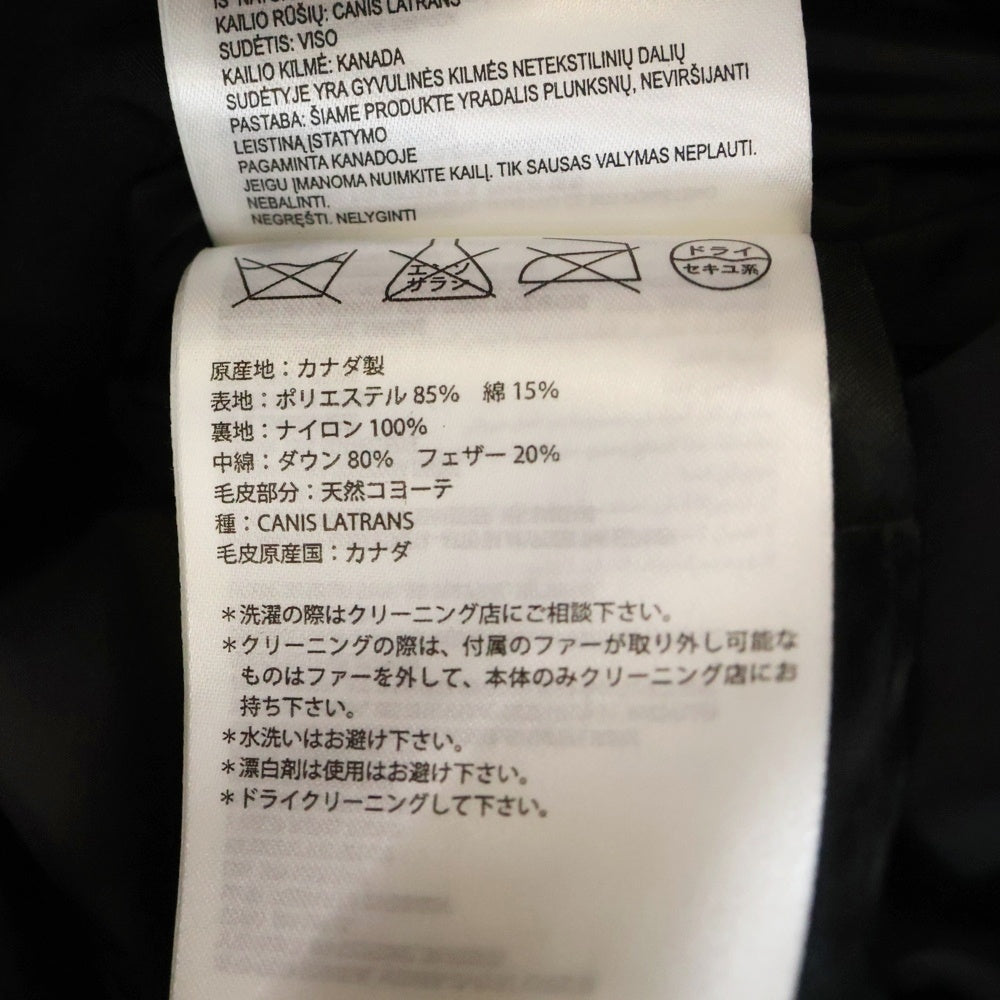 KAILIO RŪŠIŲ: CANIS LATRANS
SUDĖTIS: VISO
KAILIO KILMĖ: KANADA
SUDĖTYJE YRA GYVULINĖS KILMĖS NETEKSTILINIŲ DALIŲ
PASTABA: ŠIAME PRODUKTE YRADALIS PLUNKSNŲ, NEVIRŠIJANTI
LEISTINĄ ĮSTATYMO
PAGAMINTA KANADOJE
JEIGU ĮMANOMA NUIMKITE KAILĮ. TIK SAUSAS VALYMAS NEPLAUTI.
NEBALINTI.
NEGRĘŠTI. NELYGINTI
エンソ
サラシ
ドライ
セキユ系
原産地：カナダ製
表地：ポリエステル 85%　綿 15%
裏地：ナイロン 100%
中綿：ダウン 80%　フェザー 20%
毛皮部分：天然コヨーテ
種：CANIS LATRANS
毛皮原産国：カナダ
＊洗濯の際はクリーニング店にご相談下さい。
＊クリーニングの際は、付属のファーが取り外し可能な
ものはファーを外して、本体のみクリーニング店にお
持ち下さい。
＊水洗いはお避け下さい。
＊漂白剤は使用はお避け下さい。
＊ドライクリーニングして下さい。